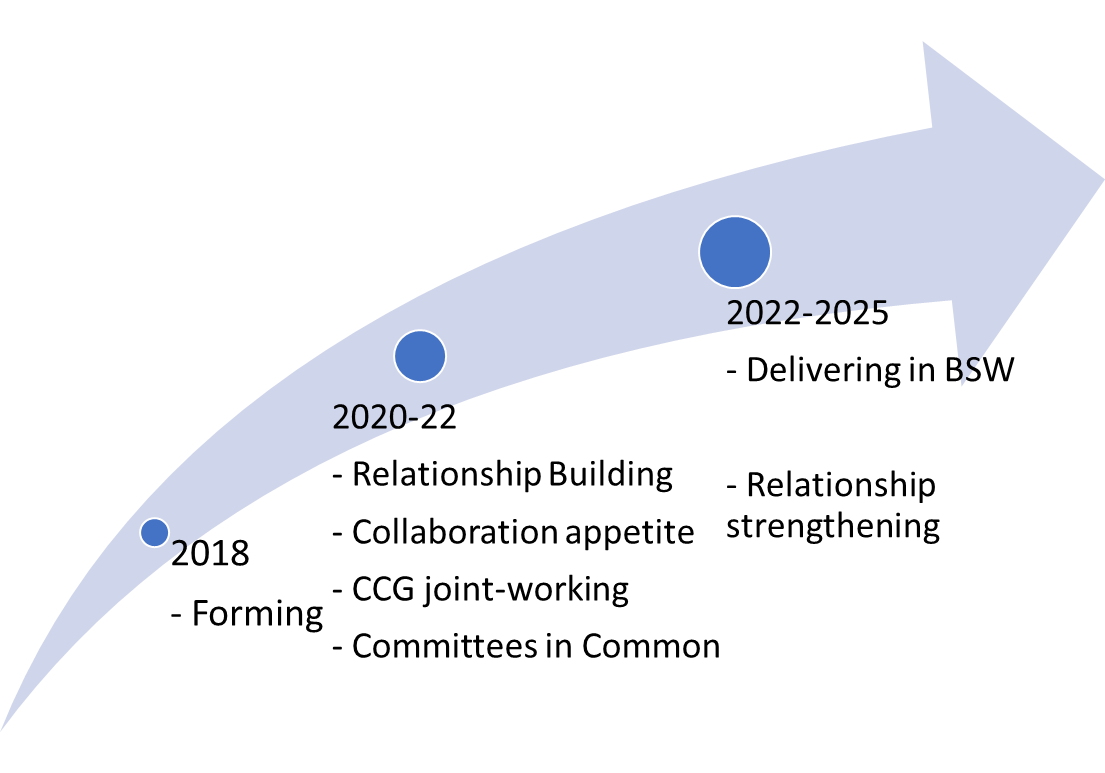 2018
- Forming
2020-22
- Relationship Building
- Collaboration appetite
- CCG joint-working
- Committees in Common
2022-2025
- Delivering in BSW
- Relationship
strengthening